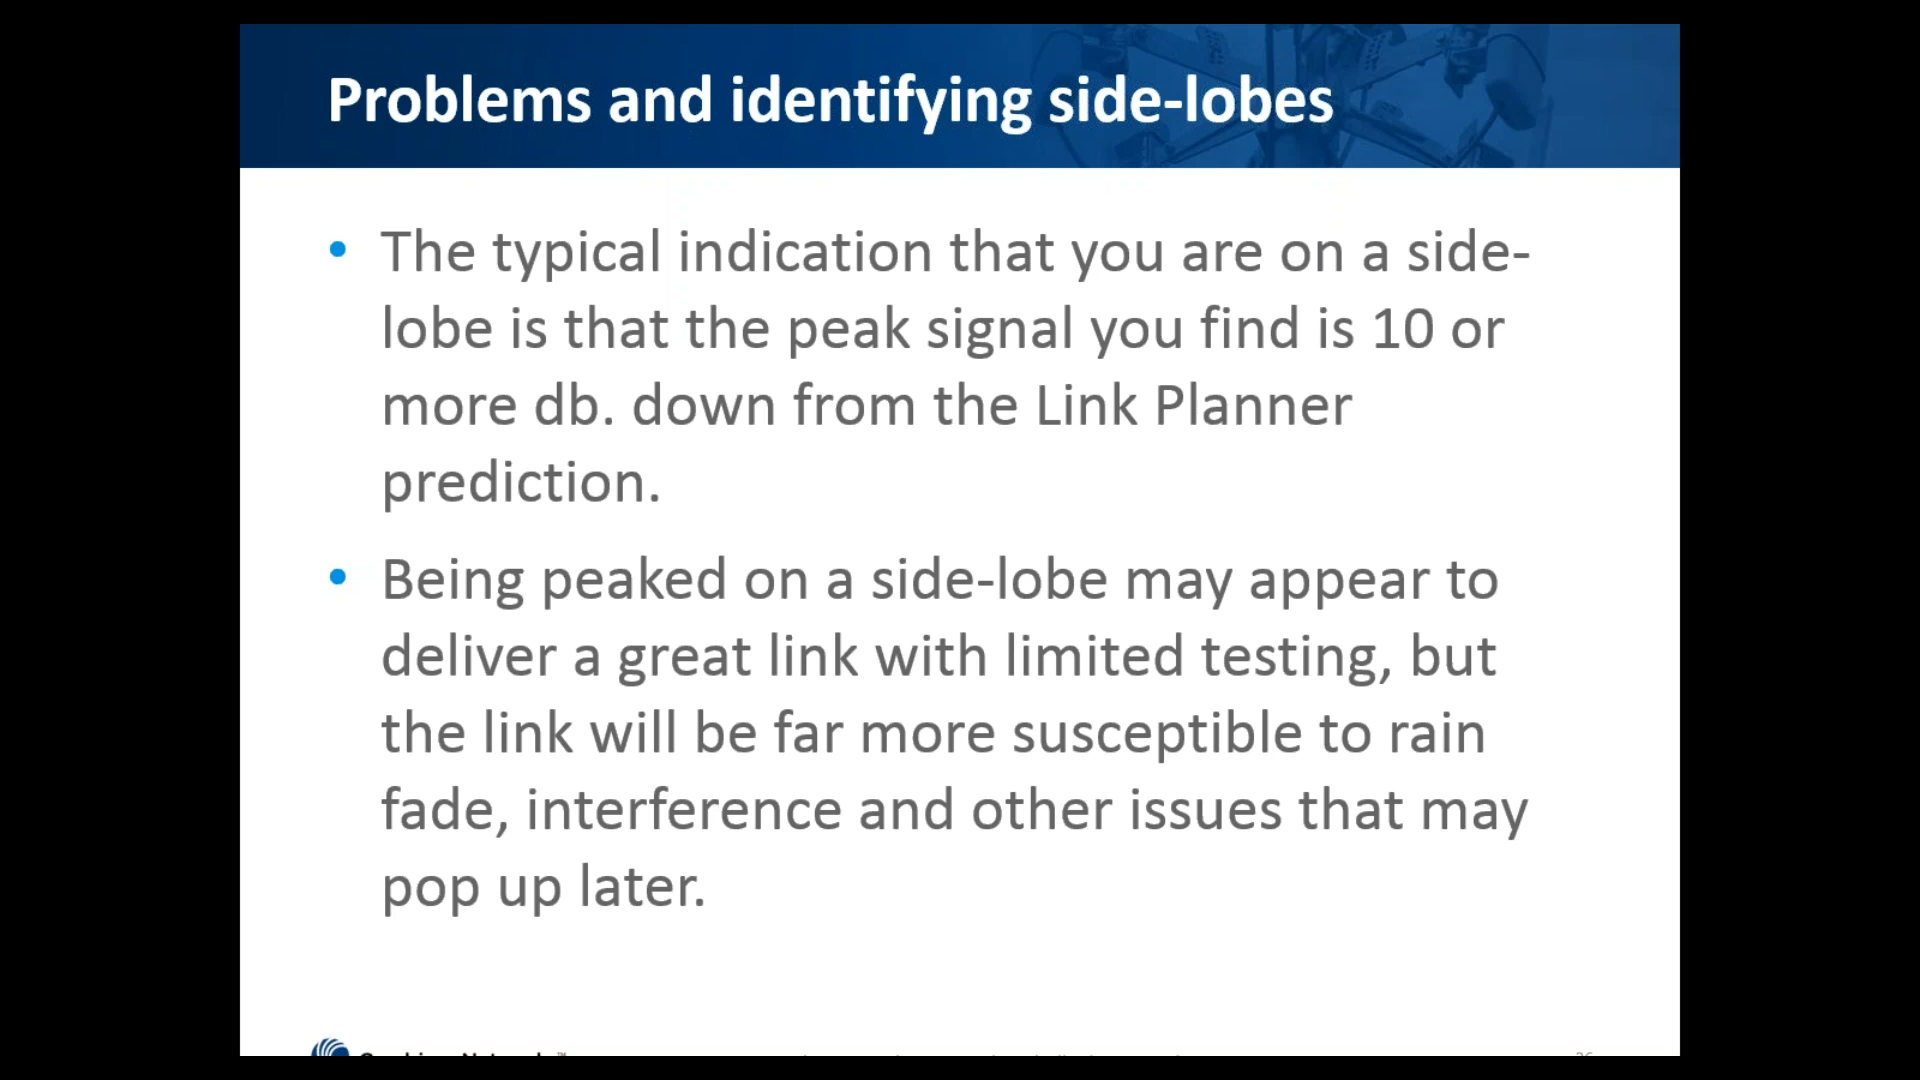 Problems and identifying side-lobes
• The typical indication that you are on a side-
lobe is that the peak signal you find is 10 or
more db. down from the Link Planner
prediction.
• Being peaked on a side-lobe may appear to
deliver a great link with limited testing, but
the link will be far more susceptible to rain
fade, interference and other issues that may
pop up later.